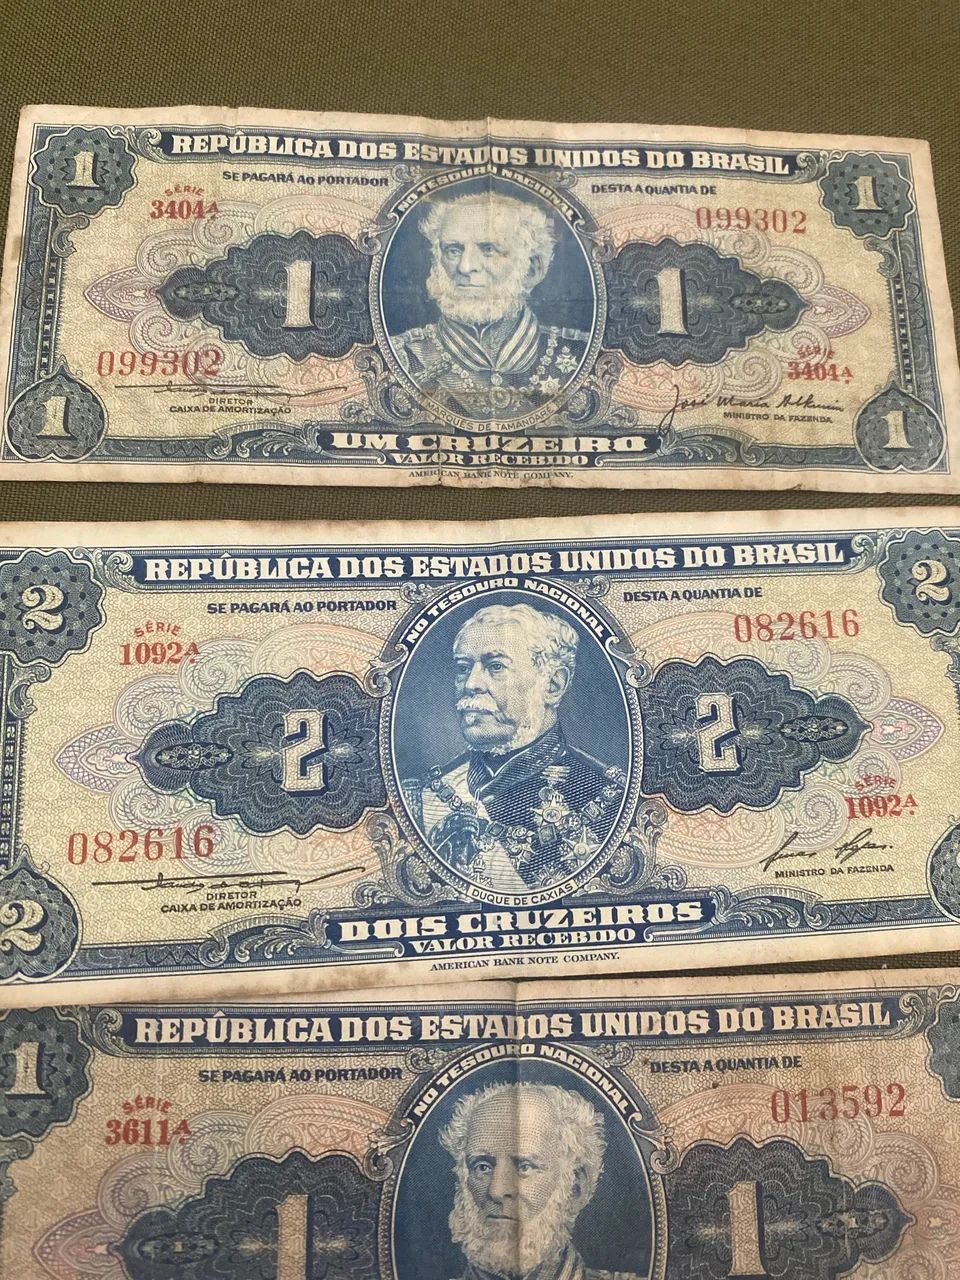 REPÚBLICA DOS ESTADOS UNIDOS DO BRASIL
1 1
SE PAGARÁ AO PORTADOR
NO TESOURO NACIONAL
DESTA A QUANTIA DE
SÉRIE
3404A
099302
1 1
099302
SÉRIE
3404A
DIRETOR
CAIXA DE AMORTIZAÇÃO
MARQUES DE TAMANDARÉ
MINISTRO DA FAZENDA
1 1
UM CRUZEIRO
VALOR RECEBIDO
AMERICAN BANK NOTE COMPANY.
REPÚBLICA DOS ESTADOS UNIDOS DO BRASIL
2 2
SE PAGARÁ AO PORTADOR
NO TESOURO NACIONAL
DESTA A QUANTIA DE
SÉRIE
1092A
082616
2 2
082616
SÉRIE
1092A
DIRETOR
CAIXA DE AMORTIZAÇÃO
DUQUE DE CAXIAS
MINISTRO DA FAZENDA
2
DOIS CRUZEIROS
VALOR RECEBIDO
AMERICAN BANK NOTE COMPANY.
REPÚBLICA DOS ESTADOS UNIDOS DO BRASIL
1
SE PAGARÁ AO PORTADOR
NO TESOURO NACIONAL
DESTA A QUANTIA DE
SÉRIE
3611A
013592
1 1